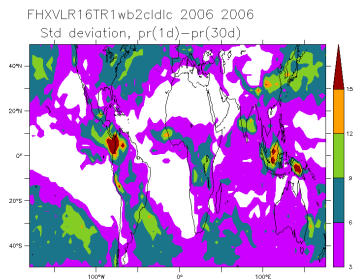 FHXVLR16TR1wb2cldlc 2006 2006
Std deviation, pr(1d)-pr(30d)
40°N
20°N
0°
20°S
40°S
100°W
0°
100°E
15
12
9
6
3